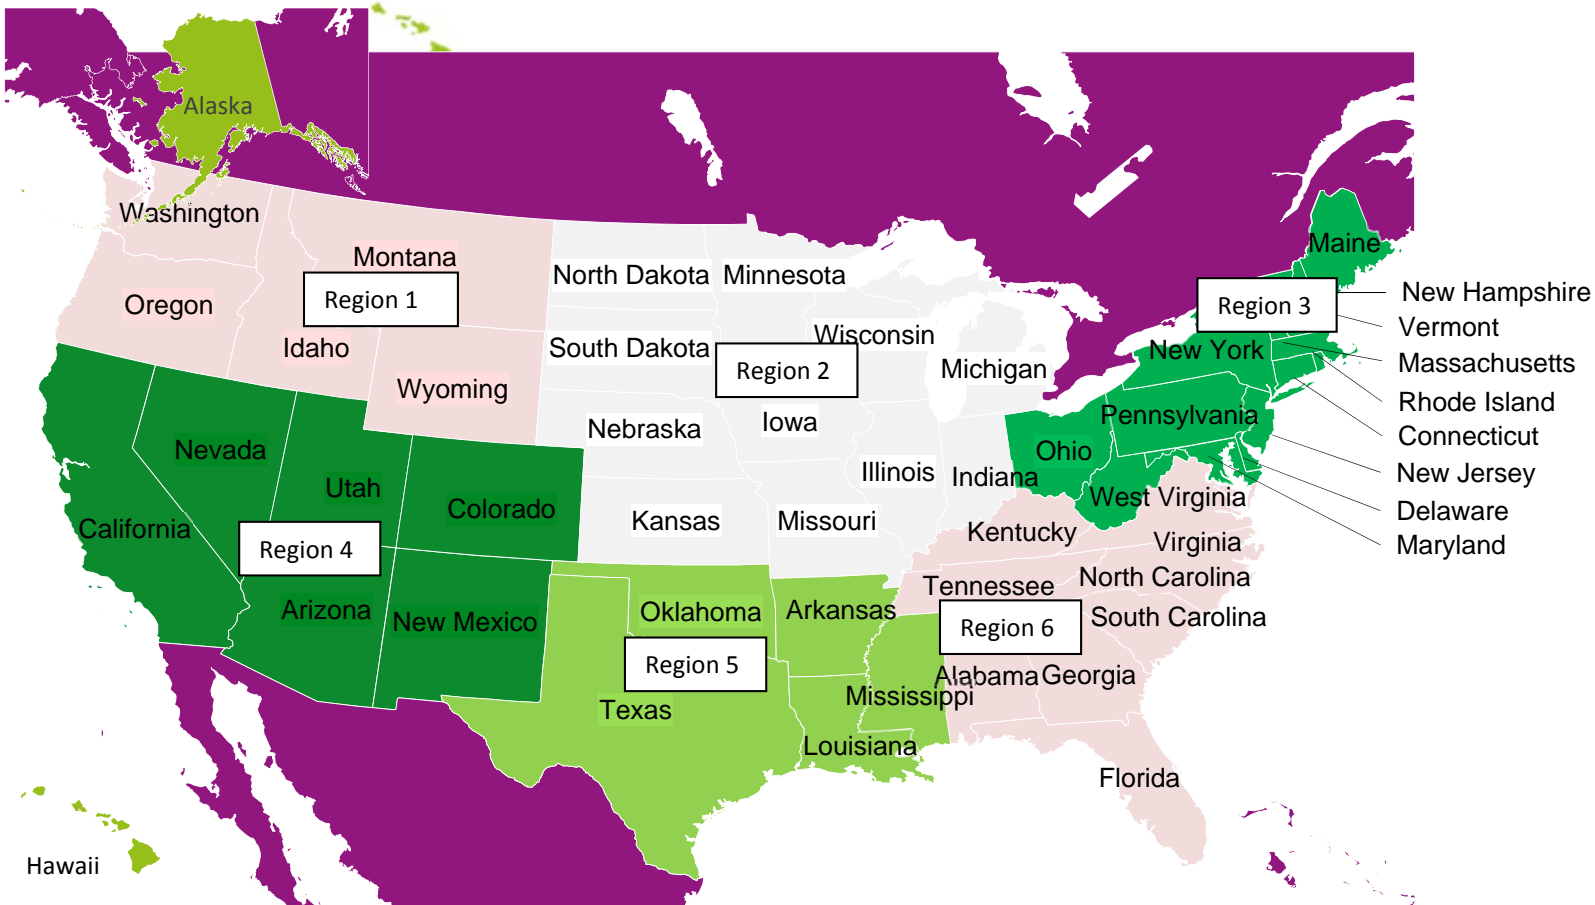 Alaska
Washington
Montana
Maine
North Dakota
Minnesota
New Hampshire
Region 1
Region 3
Oregon
Vermont
Wisconsin
Idaho
South Dakota
New York
Massachusetts
Region 2
Michigan
Wyoming
Rhode Island
Pennsylvania
Iowa
Nebraska
Connecticut
Nevada
Ohio
Illinois
Indiana
New Jersey
Utah
West Virginia
Colorado
Delaware
California
Kansas
Missouri
Kentucky
Virginia
Maryland
Region 4
North Carolina
Tennessee
Arizona
Oklahoma
Arkansas
South Carolina
New Mexico
Region 6
Region 5
Alabama
Georgia
Mississippi
Texas
Louisiana
Florida
Hawaii